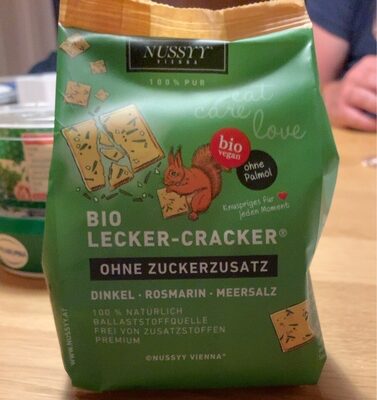 NUSSYY®
VIENNA
100% PUR
eat
care
love
bio
vegan
ohne
Palmöl
Knuspriges für
jeden Moment
BIO
LECKER-CRACKER®
OHNE ZUCKERZUSATZ
DINKEL · ROSMARIN · MEERSALZ
100 % NATÜRLICH
BALLASTSTOFFQUELLE
FREI VON ZUSATZSTOFFEN
PREMIUM
©NUSSYY VIENNA®
WWW.NUSSYY.AT